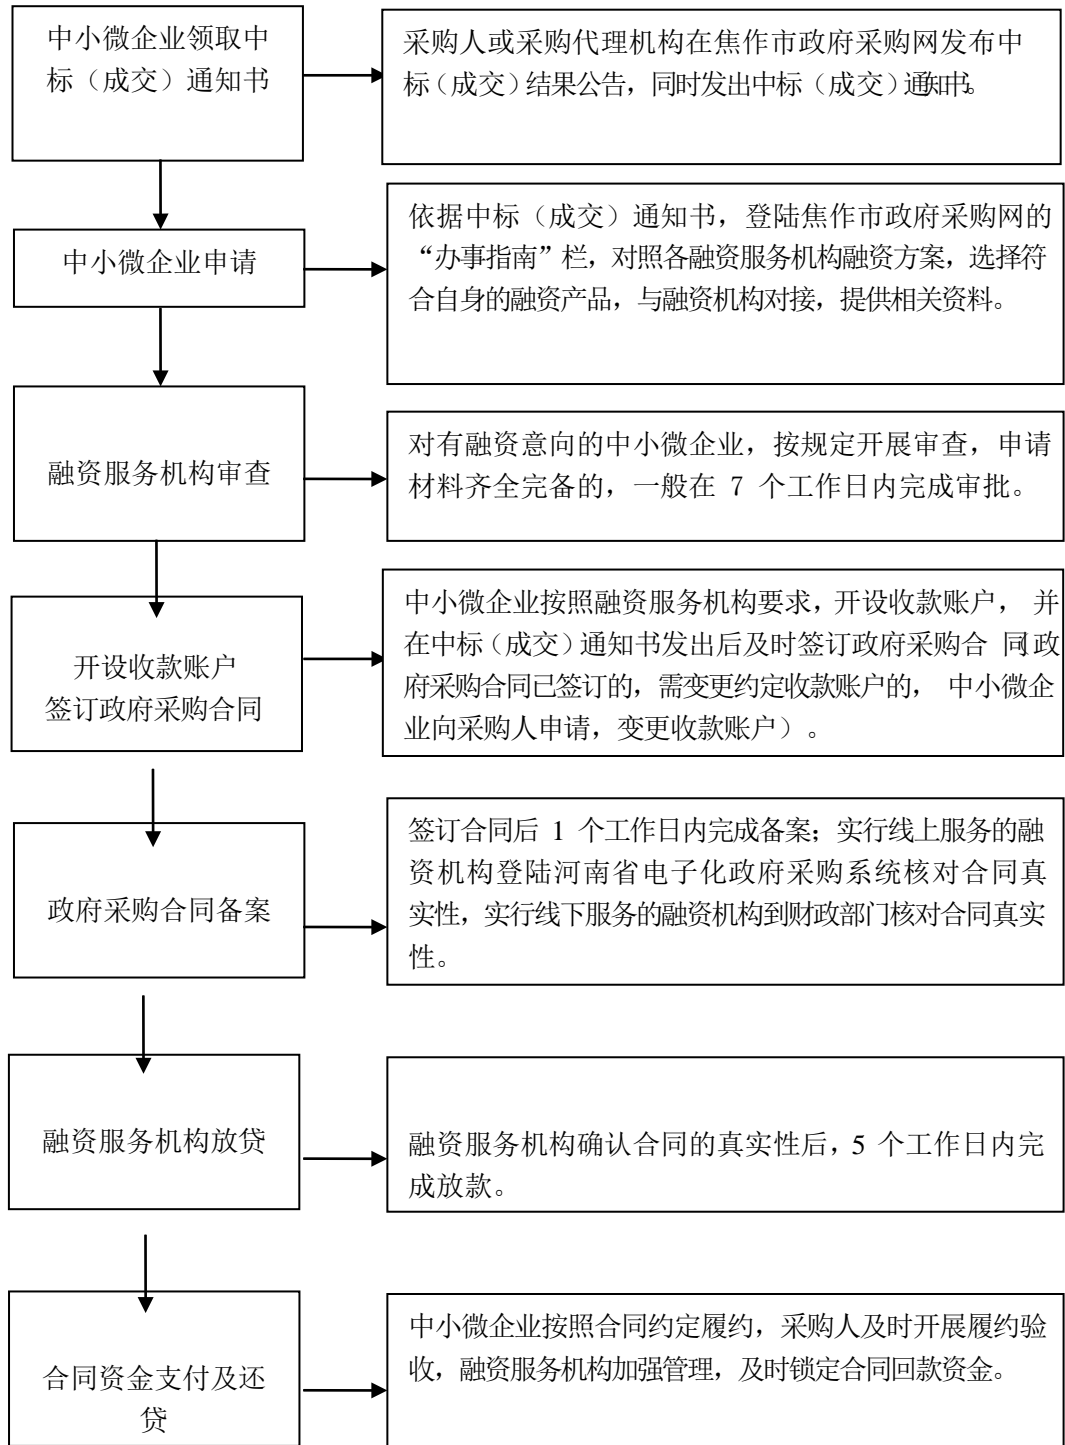 中小微企业领取中
标（成交）通知书
采购人或采购代理机构在焦作市政府采购网发布中
标（成交）结果公告，同时发出中标（成交）通知书。
中小微企业申请
依据中标（成交）通知书，登陆焦作市政府采购网的
“办事指南”栏，对照各融资服务机构融资方案，选择符
合自身的融资产品，与融资机构对接，提供相关资料。
融资服务机构审查
对有融资意向的中小微企业，按规定开展审查，申请
材料齐全完备的，一般在 7 个工作日内完成审批。
开设收款账户
签订政府采购合同
中小微企业按照融资服务机构要求，开设收款账户， 并
在中标（成交）通知书发出后及时签订政府采购合 同政
府采购合同已签订的，需变更约定收款账户的， 中小微企
业向采购人申请，变更收款账户）。
政府采购合同备案
签订合同后 1 个工作日内完成备案；实行线上服务的融
资机构登陆河南省电子化政府采购系统核对合同真
实性，实行线下服务的融资机构到财政部门核对合同真实
性。
融资服务机构放贷
融资服务机构确认合同的真实性后，5 个工作日内完
成放款。
合同资金支付及还
贷
中小微企业按照合同约定履约，采购人及时开展履约验
收，融资服务机构加强管理，及时锁定合同回款资金。